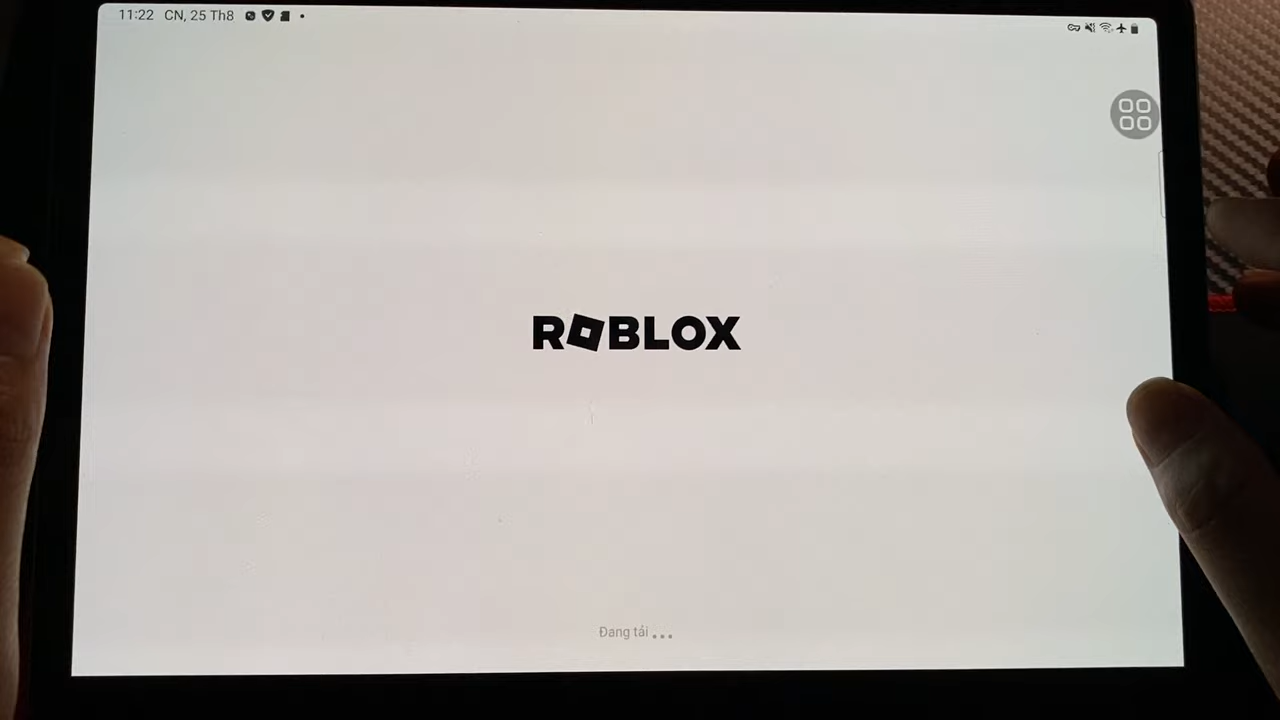 11:22 CN, 25 Th8
ROBLOX
Đang tải...